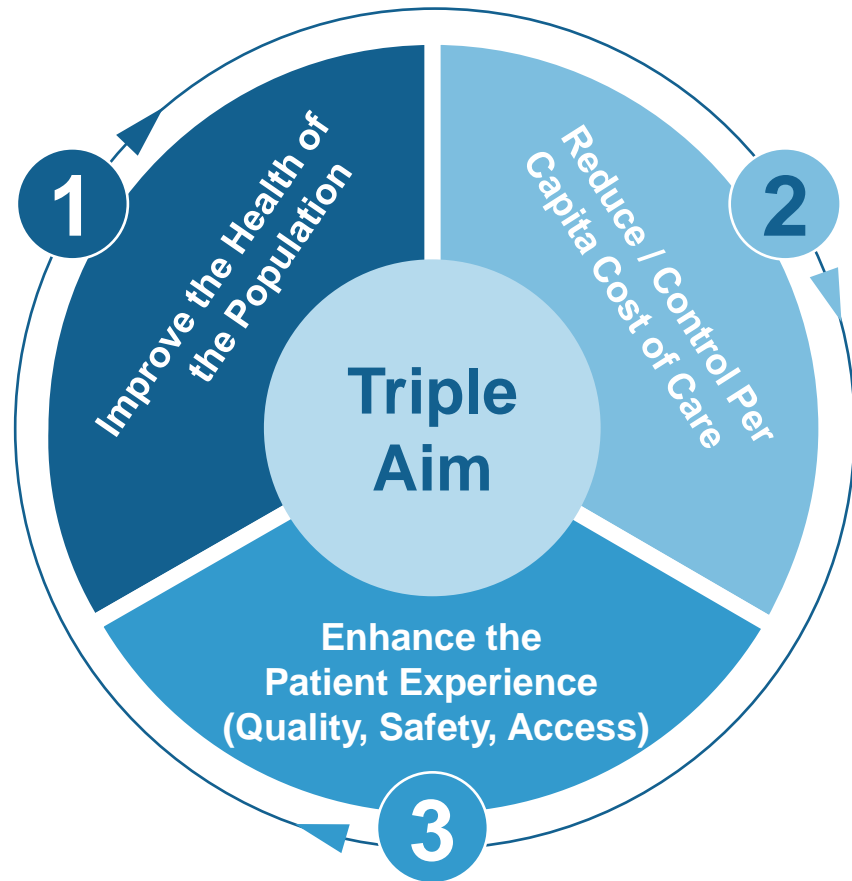 1
Improve the Health of
the Population
2
Reduce / Control Per
Capita Cost of Care
Triple
Aim
Enhance the
Patient Experience
(Quality, Safety, Access)
3